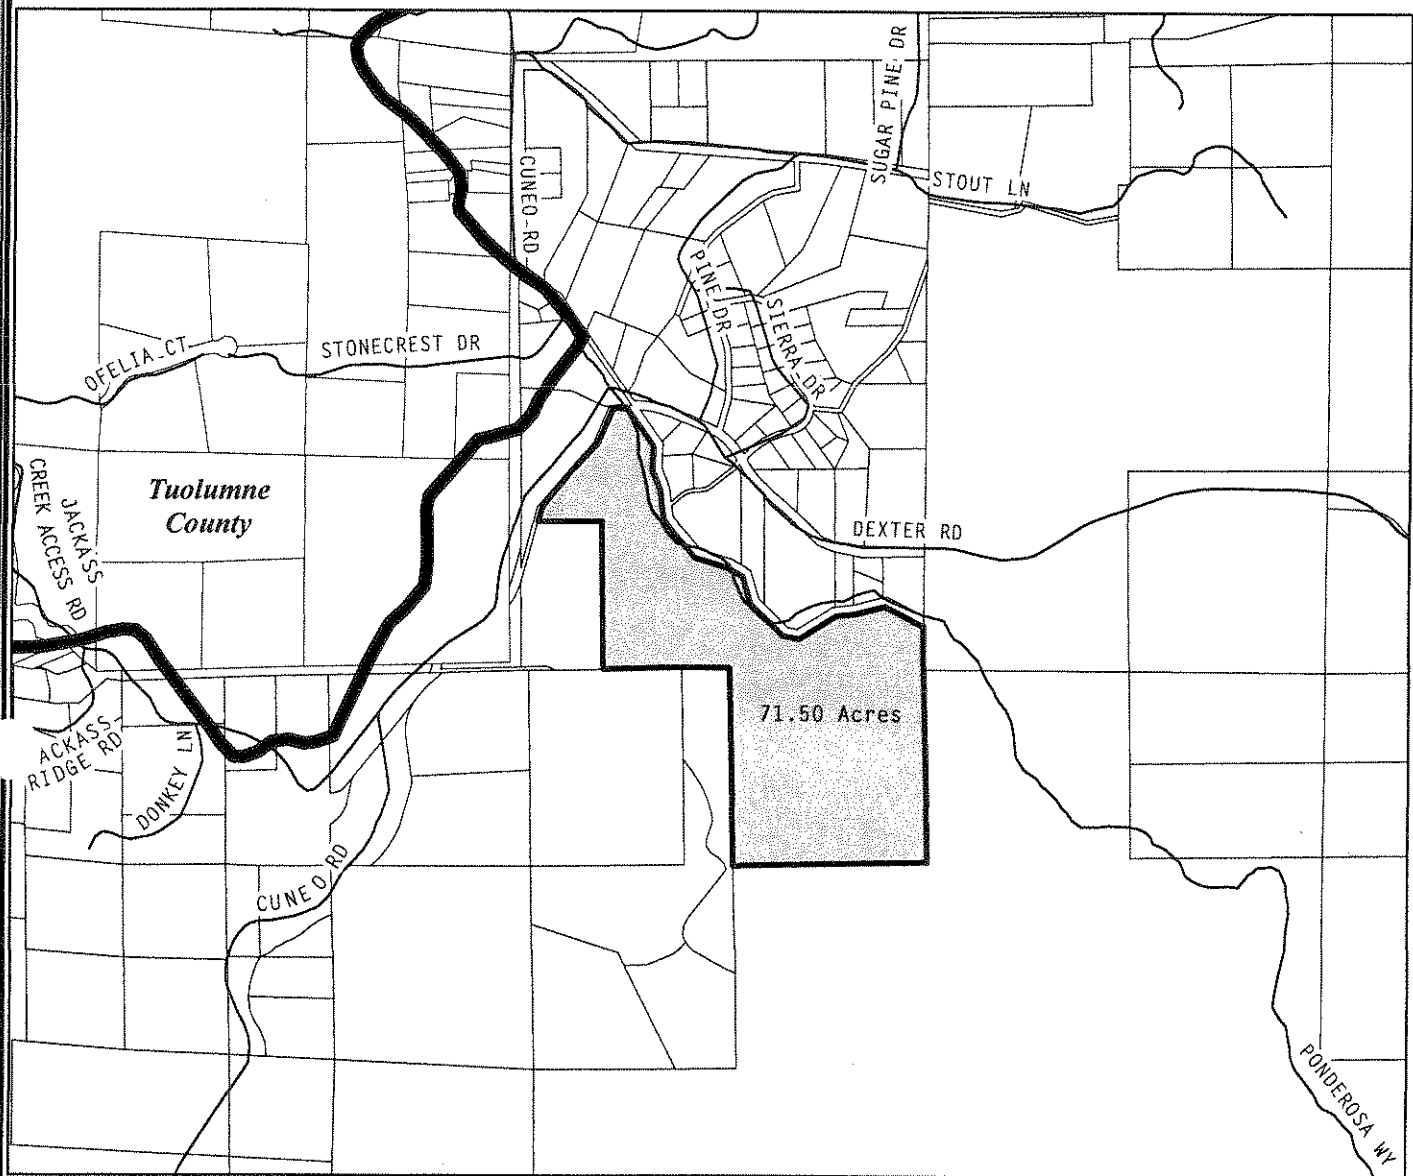 SUGAR PINE DR
CUNEO RD
STOUT LN
PINE DR
SIERRA DR
OFELIA CT
STONECREST DR
Tuolumne
County
JACKASS
CREEK ACCESS RD
DEXTER RD
71.50 Acres
ACKASS
RIDGE RD
DONKEY LN
CUNEO RD
PONDEROSA WY